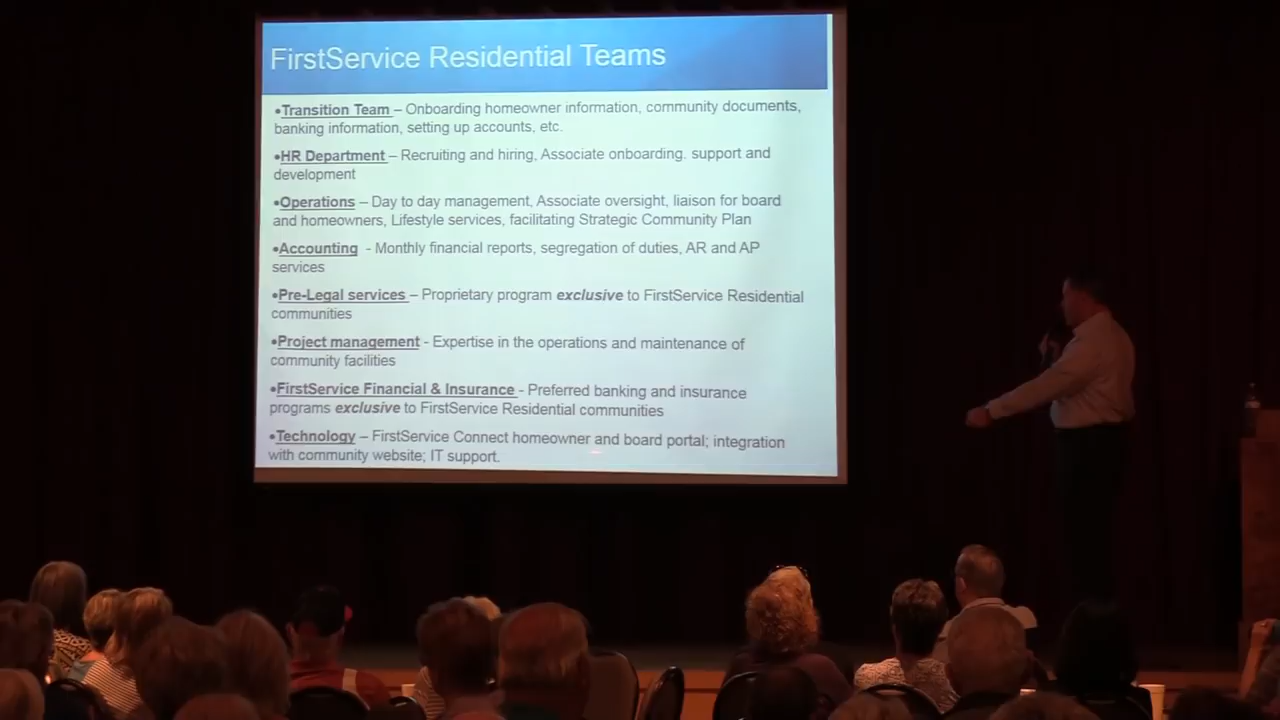 FirstService Residential Teams
•Transition Team – Onboarding homeowner information, community documents,
banking information, setting up accounts, etc.
•HR Department – Recruiting and hiring, Associate onboarding. support and
development
•Operations – Day to day management, Associate oversight, liaison for board
and homeowners, Lifestyle services, facilitating Strategic Community Plan
•Accounting - Monthly financial reports, segregation of duties, AR and AP
services
•Pre-Legal services – Proprietary program exclusive to FirstService Residential
communities
•Project management - Expertise in the operations and maintenance of
community facilities
•FirstService Financial & Insurance - Preferred banking and insurance
programs exclusive to FirstService Residential communities
•Technology – FirstService Connect homeowner and board portal; integration
with community website; IT support.